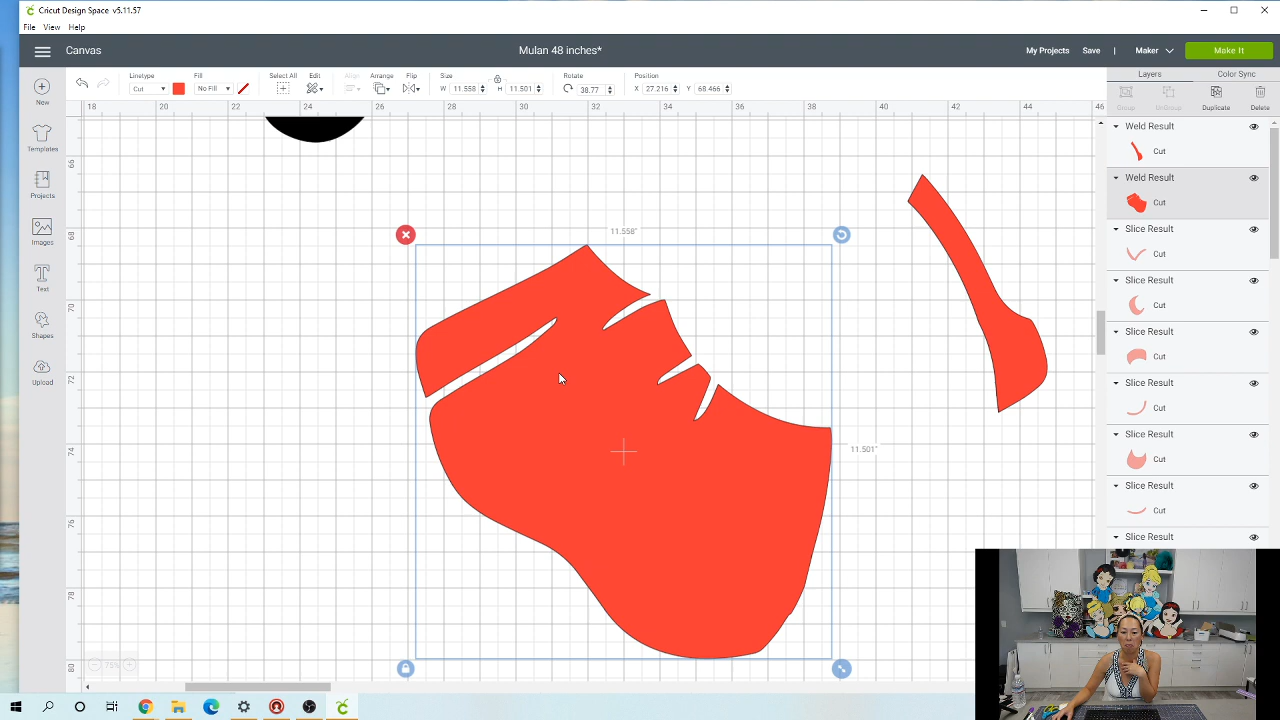 Cricut Design Space v5.11.57
File View Help
Canvas
Mulan 48 inches*
My Projects Save | Maker Make It
Linetype Fill Select All Edit Align Arrange Flip Size Rotate Position
Cut No Fill W 11.558 H 11.501 38.77 X 27.216 Y 68.466
Layers Color Sync
Group UnGroup Duplicate Delete
New
Templates
Projects
Images
Text
Shapes
Upload
18 20 22 24 26 28 30 32 34 36 38 40 42 44 46
66
68
70
72
74
76
78
80
11.558"
11.501"
75%
Weld Result
Cut
Weld Result
Cut
Slice Result
Cut
Slice Result
Cut
Slice Result
Cut
Slice Result
Cut
Slice Result
Cut
Slice Result
Cut
Slice Result